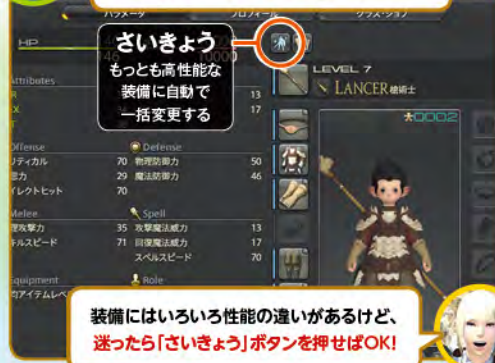 パラメータ
プロフィール
クラス・ジョブ
HP
さいきょう
もっとも高性能な
装備に自動で
一括変更する
146
10000
LEVEL 7
LANCER 槍術士
Attributes
13
17
0002
Offense
Defense
リティカル 70 物理防御力 50
29 魔法防御力 46
イレクトヒット 70
Melee
Spell
理攻撃力 35 攻撃魔法威力 13
キルスピード 71 回復魔法威力 17
スペルスピード 70
Equipment
Role
均アイテムレベ
装備にはいろいろ性能の違いがあるけど、
迷ったら「さいきょう」ボタンを押せばOK!